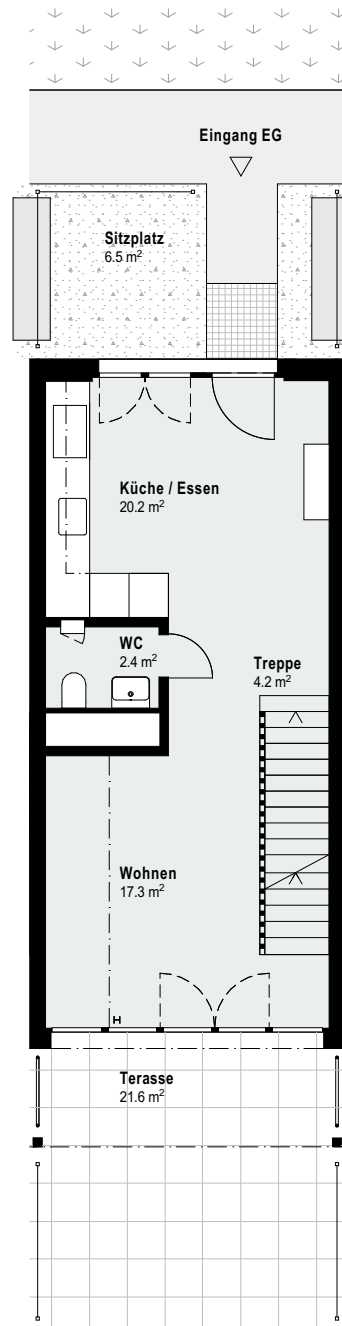 Eingang EG
Sitzplatz
6.5 m²
Küche / Essen
20.2 m²
WC
2.4 m²
Treppe
4.2 m²
Wohnen
17.3 m²
Terasse
21.6 m²